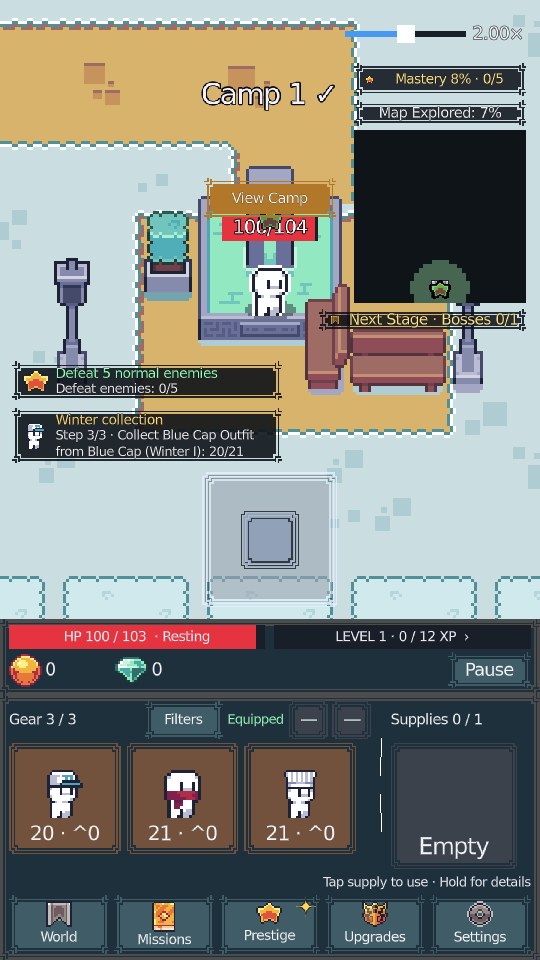 2.00×
Mastery 8% · 0/5
Camp 1 ✓
Map Explored: 7%
View Camp
100/104
Next Stage · Bosses 0/1
Defeat 5 normal enemies
Defeat enemies: 0/5
Winter collection
Step 3/3 · Collect Blue Cap Outfit
from Blue Cap (Winter I): 20/21
HP 100 / 103 · Resting
LEVEL 1 · 0 / 12 XP ›
0
0
Pause
Gear 3 / 3
Filters
Equipped
—
—
Supplies 0 / 1
20 · ^0
21 · ^0
21 · ^0
Empty
Tap supply to use · Hold for details
World
Missions
Prestige
Upgrades
Settings